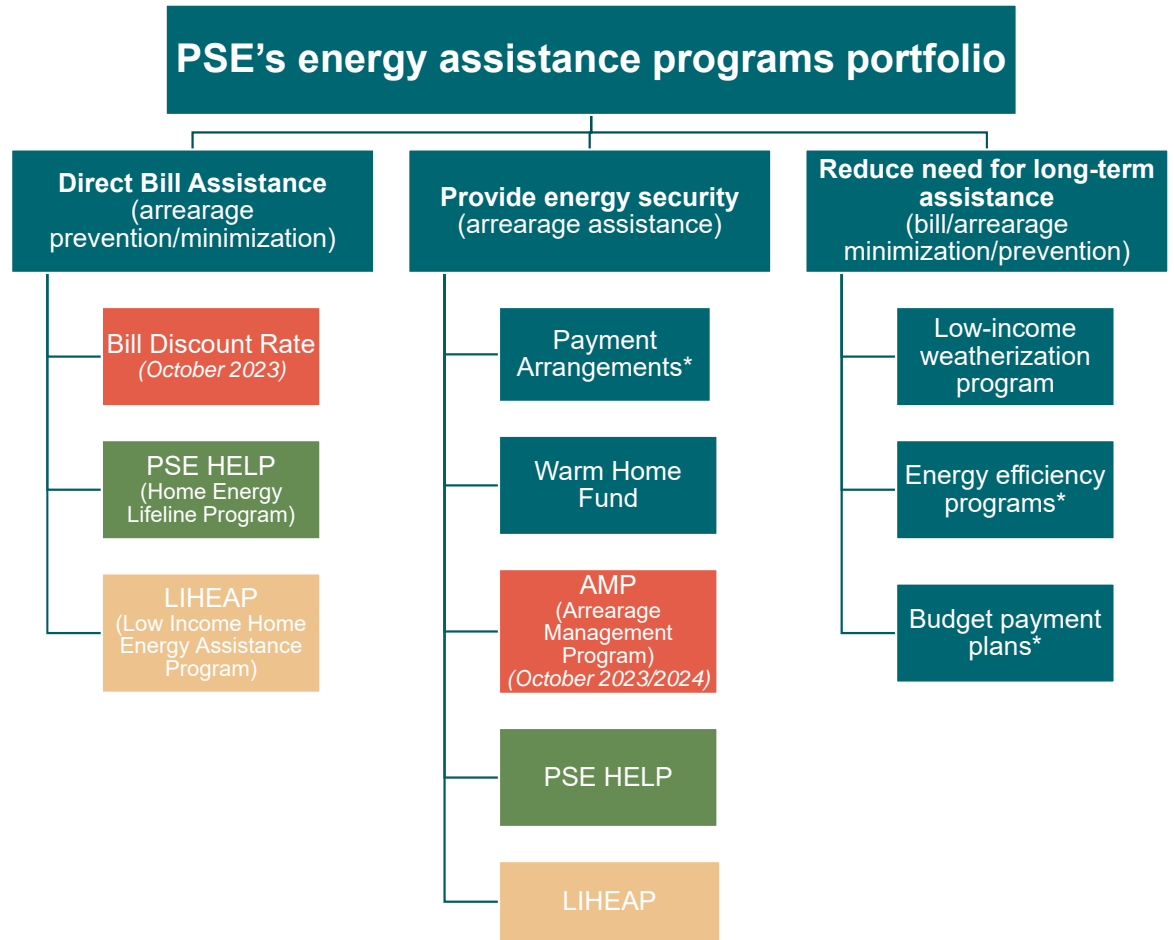 PSE’s energy assistance programs portfolio
Direct Bill Assistance
(arrearage
prevention/minimization)
Bill Discount Rate
(October 2023)
PSE HELP
(Home Energy
Lifeline Program)
LIHEAP
(Low Income Home
Energy Assistance
Program)
Provide energy security
(arrearage assistance)
Payment
Arrangements*
Warm Home
Fund
AMP
(Arrearage
Management
Program)
(October 2023/2024)
PSE HELP
LIHEAP
Reduce need for long-term
assistance
(bill/arrearage
minimization/prevention)
Low-income
weatherization
program
Energy efficiency
programs*
Budget payment
plans*